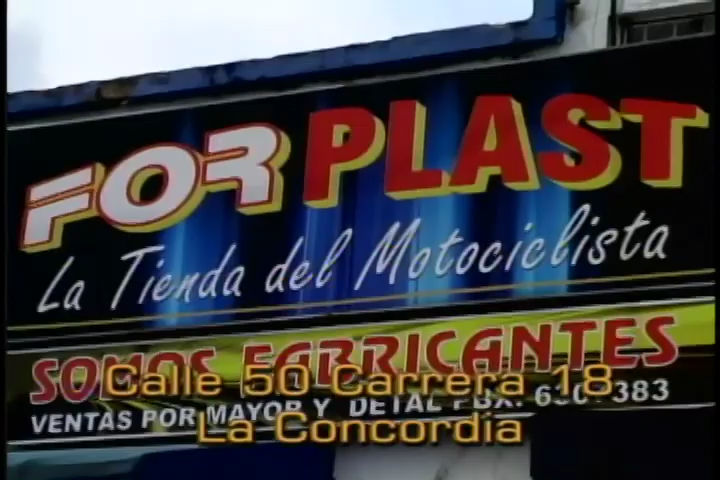 FOR PLAST
La Tienda del Motociclista
SOMOS FABRICANTES
Calle 50 Carrera 18
VENTAS POR MAYOR Y DETAL PBX:
La Concordia